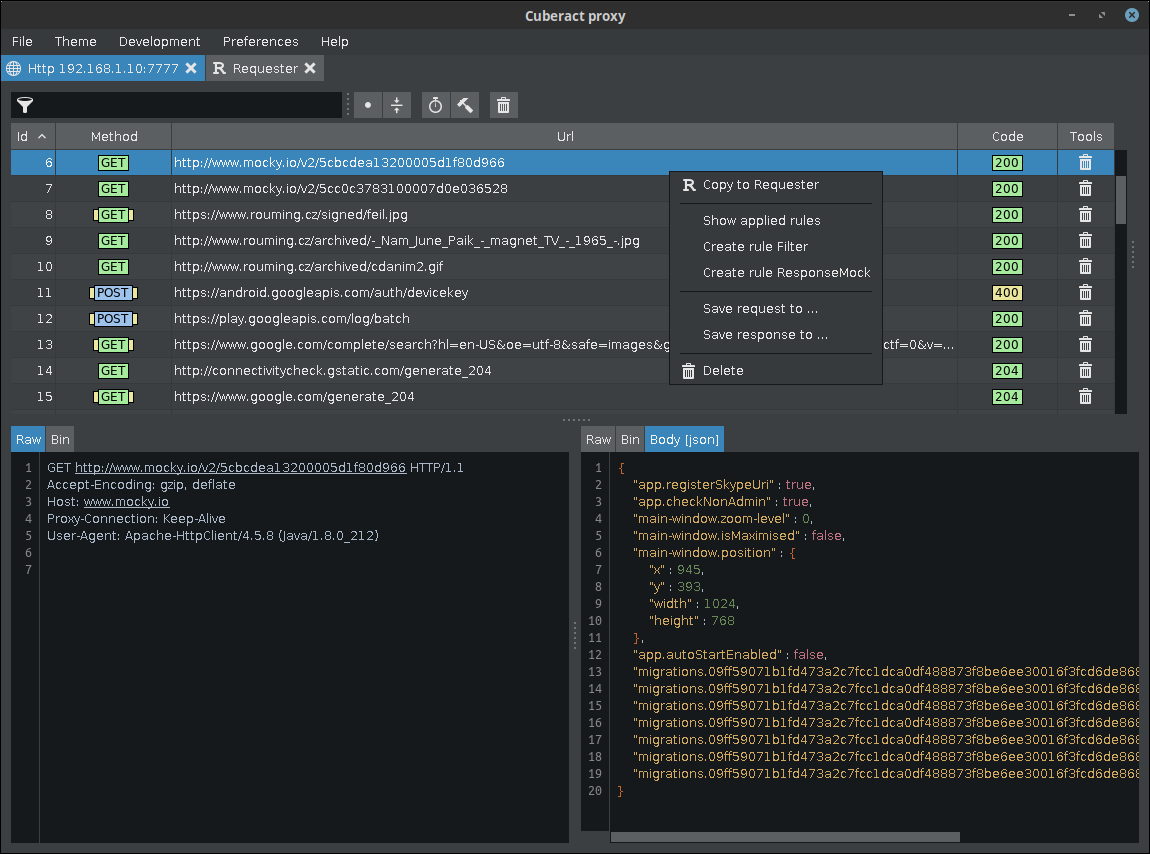 Cuberact proxy
File Theme Development Preferences Help
Http 192.168.1.10:7777 R Requester
Id Method Url Code Tools
6 GET http://www.mocky.io/v2/5cbcdea13200005d1f80d966 200
7 GET http://www.mocky.io/v2/5cc0c3783100007d0e036528 200
8 GET https://www.rouming.cz/signed/feil.jpg 200
9 GET http://www.rouming.cz/archived/-_Nam_June_Paik_-_magnet_TV_-_1965_-.jpg 200
10 GET http://www.rouming.cz/archived/cdanim2.gif 200
11 POST https://android.googleapis.com/auth/devicekey 400
12 POST https://play.googleapis.com/log/batch 200
13 GET https://www.google.com/complete/search?hl=en-US&oe=utf-8&safe=images&g ctf=0&v=... 200
14 GET http://connectivitycheck.gstatic.com/generate_204 204
15 GET https://www.google.com/generate_204 204
R Copy to Requester
Show applied rules
Create rule Filter
Create rule ResponseMock
Save request to ...
Save response to ...
Delete
Raw Bin
1 GET http://www.mocky.io/v2/5cbcdea13200005d1f80d966 HTTP/1.1
2 Accept-Encoding: gzip, deflate
3 Host: www.mocky.io
4 Proxy-Connection: Keep-Alive
5 User-Agent: Apache-HttpClient/4.5.8 (Java/1.8.0_212)
6
7
Raw Bin Body [json]
1 {
2 "app.registerSkypeUri" : true,
3 "app.checkNonAdmin" : true,
4 "main-window.zoom-level" : 0,
5 "main-window.isMaximised" : false,
6 "main-window.position" : {
7 "x" : 945,
8 "y" : 393,
9 "width" : 1024,
10 "height" : 768
11 },
12 "app.autoStartEnabled" : false,
13 "migrations.09ff59071b1fd473a2c7fcc1dca0df488873f8be6ee30016f3fcd6de868
14 "migrations.09ff59071b1fd473a2c7fcc1dca0df488873f8be6ee30016f3fcd6de868
15 "migrations.09ff59071b1fd473a2c7fcc1dca0df488873f8be6ee30016f3fcd6de868
16 "migrations.09ff59071b1fd473a2c7fcc1dca0df488873f8be6ee30016f3fcd6de868
17 "migrations.09ff59071b1fd473a2c7fcc1dca0df488873f8be6ee30016f3fcd6de868
18 "migrations.09ff59071b1fd473a2c7fcc1dca0df488873f8be6ee30016f3fcd6de868
19 "migrations.09ff59071b1fd473a2c7fcc1dca0df488873f8be6ee30016f3fcd6de868
20 }